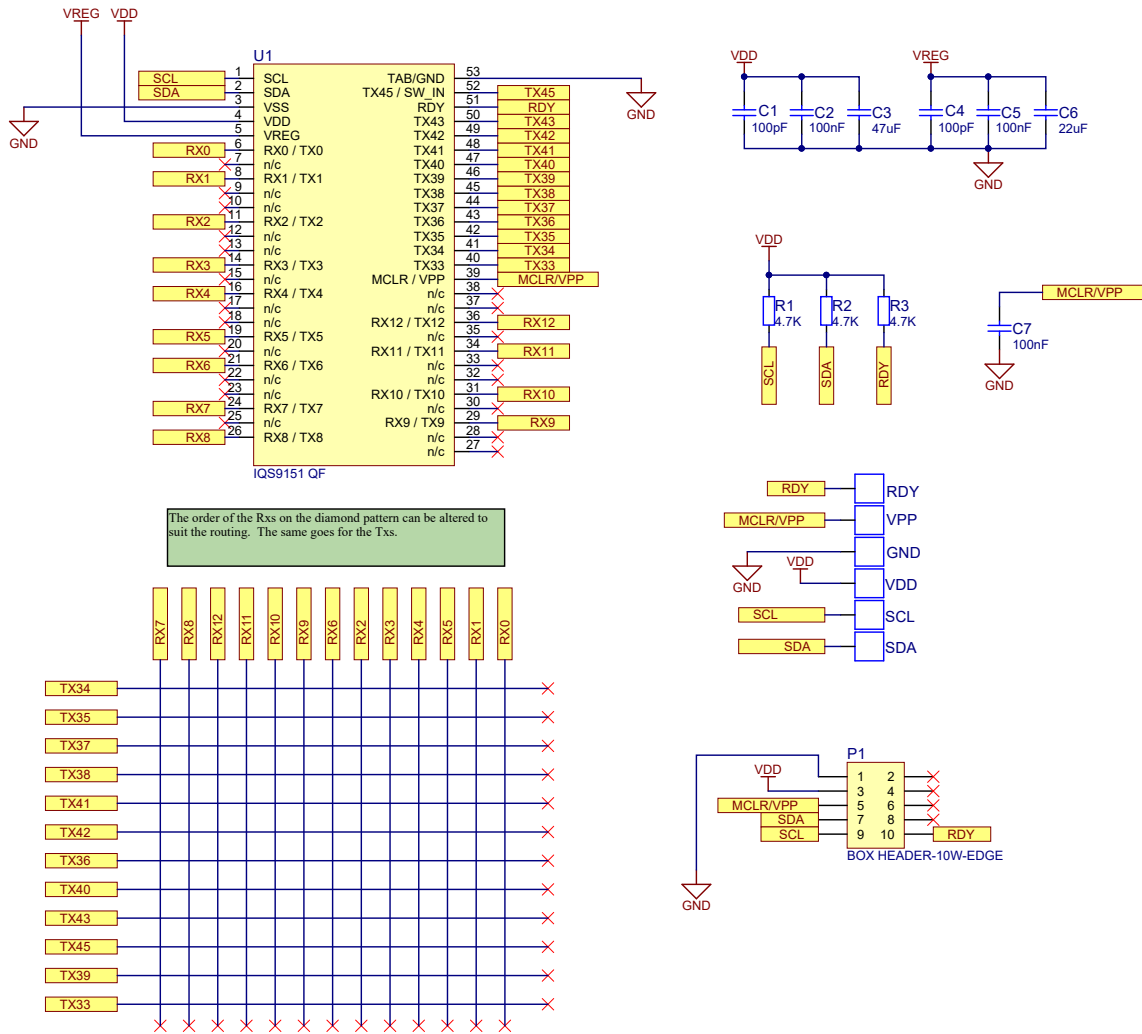 VREG VDD
U1
SCL 1 SCL TAB/GND 53
SDA 2 SDA TX45 / SW_IN 52 TX45
3 VSS RDY 51 RDY
4 VDD TX43 50 TX43
5 VREG TX42 49 TX42
RX0 6 RX0 / TX0 TX41 48 TX41
7 n/c TX40 47 TX40
RX1 8 RX1 / TX1 TX39 46 TX39
9 n/c TX38 45 TX38
10 n/c TX37 44 TX37
RX2 11 RX2 / TX2 TX36 43 TX36
12 n/c TX35 42 TX35
13 n/c TX34 41 TX34
RX3 14 RX3 / TX3 TX33 40 TX33
15 n/c MCLR / VPP 39 MCLR/VPP
RX4 16 RX4 / TX4 n/c 38
17 n/c n/c 37
18 n/c RX12 / TX12 36 RX12
RX5 19 RX5 / TX5 n/c 35
20 n/c RX11 / TX11 34 RX11
RX6 21 RX6 / TX6 n/c 33
22 n/c n/c 32
23 n/c RX10 / TX10 31 RX10
RX7 24 RX7 / TX7 n/c 30
25 n/c RX9 / TX9 29 RX9
RX8 26 RX8 / TX8 n/c 28
n/c 27
IQS9151 QF
GND
GND
VDD VREG
C1 C2 C3 C4 C5 C6
100pF 100nF 47uF 100pF 100nF 22uF
GND
VDD
R1 R2 R3
4.7K 4.7K 4.7K
SCL SDA RDY
MCLR/VPP
C7
100nF
GND
RDY RDY
MCLR/VPP VPP
GND
GND
VDD VDD
SCL SCL
SDA SDA
The order of the Rxs on the diamond pattern can be altered to
suit the routing. The same goes for the Txs.
RX7 RX8 RX12 RX11 RX10 RX9 RX6 RX2 RX3 RX4 RX5 RX1 RX0
TX34
TX35
TX37
TX38
TX41
TX42
TX36
TX40
TX43
TX45
TX39
TX33
P1
1 2
VDD 3 4
MCLR/VPP 5 6
SDA 7 8
SCL 9 10 RDY
BOX HEADER-10W-EDGE
GND